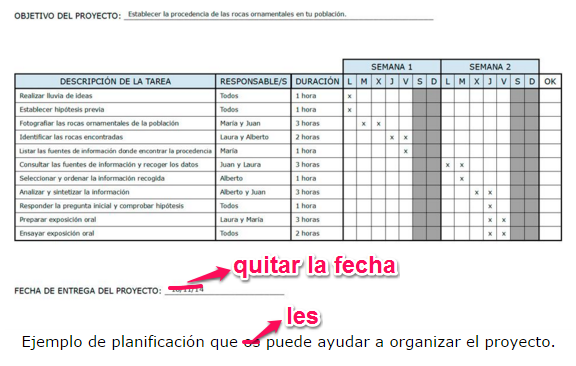 OBJETIVO DEL PROYECTO: Establecer la procedencia de las rocas ornamentales en tu población.
SEMANA 1 SEMANA 2
DESCRIPCIÓN DE LA TAREA RESPONSABLE/S DURACIÓN L M X J V S D L M X J V S D OK
Realizar lluvia de ideas Todos 1 hora x
Establecer hipótesis previa Todos 1 hora x
Fotografiar las rocas ornamentales de la población María y Juan 3 horas x x
Identificar las rocas encontradas Laura y Alberto 2 horas x x
Listar las fuentes de información donde encontrar la procedencia María 1 hora x
Consultar las fuentes de información y recoger los datos Juan y Laura 3 horas x x
Seleccionar y ordenar la información recogida Alberto 1 hora x
Analizar y sintetizar la información Alberto y Juan 3 horas x x
Responder la pregunta inicial y comprobar hipótesis Todos 1 hora x
Preparar exposición oral Laura y María 3 horas x x
Ensayar exposición oral Todos 2 horas x x
quitar la fecha
FECHA DE ENTREGA DEL PROYECTO: 18/11/14
les
Ejemplo de planificación que os puede ayudar a organizar el proyecto.